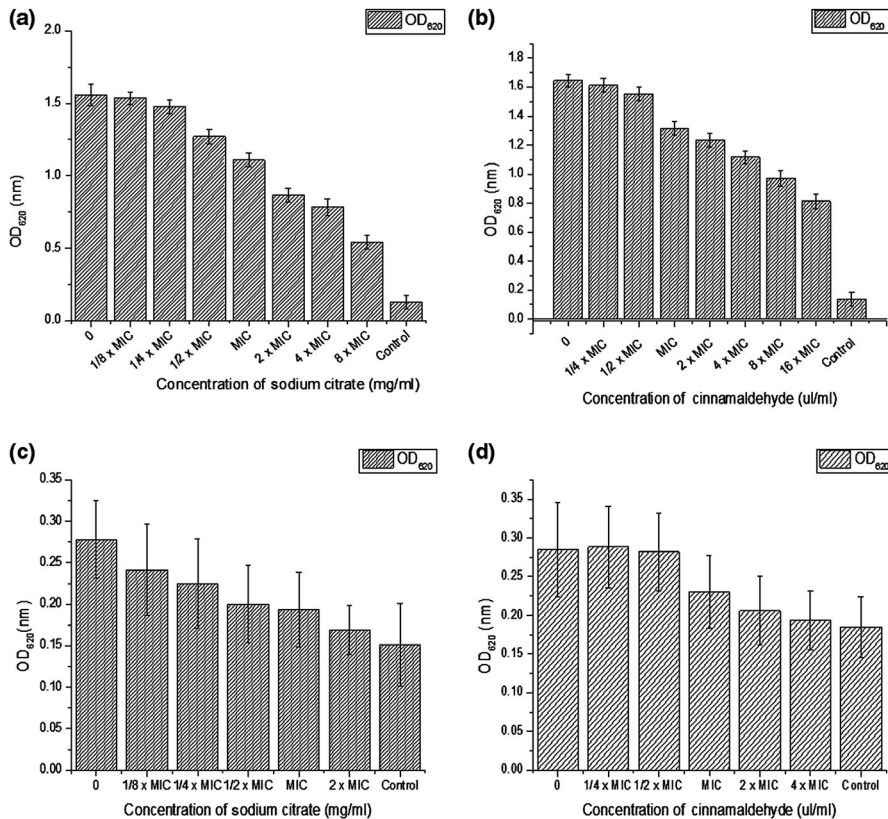 (a)
OD620
2.0
1.5
1.0
0.5
0.0
OD620 (nm)
0
1/8 x MIC
1/4 x MIC
1/2 x MIC
MIC
2 x MIC
4 x MIC
8 x MIC
Control
Concentration of sodium citrate (mg/ml)
(b)
OD620
1.8
1.6
1.4
1.2
1.0
0.8
1.6
1.4
1.2
0.0
OD620 (nm)
0
1/4 x MIC
1/2 x MIC
MIC
2 x MIC
4 x MIC
8 x MIC
16 x MIC
Control
Concentration of cinnamaldehyde (ul/ml)
(c)
OD620
0.35
0.30
0.25
0.20
0.15
0.10
0.05
0.00
OD620(nm)
0
1/8 x MIC
1/4 x MIC
1/2 x MIC
MIC
2 x MIC
Control
Concentration of sodium citrate (mg/ml)
(d)
OD620
0.35
0.30
0.25
0.20
0.15
0.10
0.05
0.00
OD620 (nm)
0
1/4 x MIC
1/2 x MIC
MIC
2 x MIC
4 x MIC
Control
Concentration of cinnamaldehyde (ul/ml)